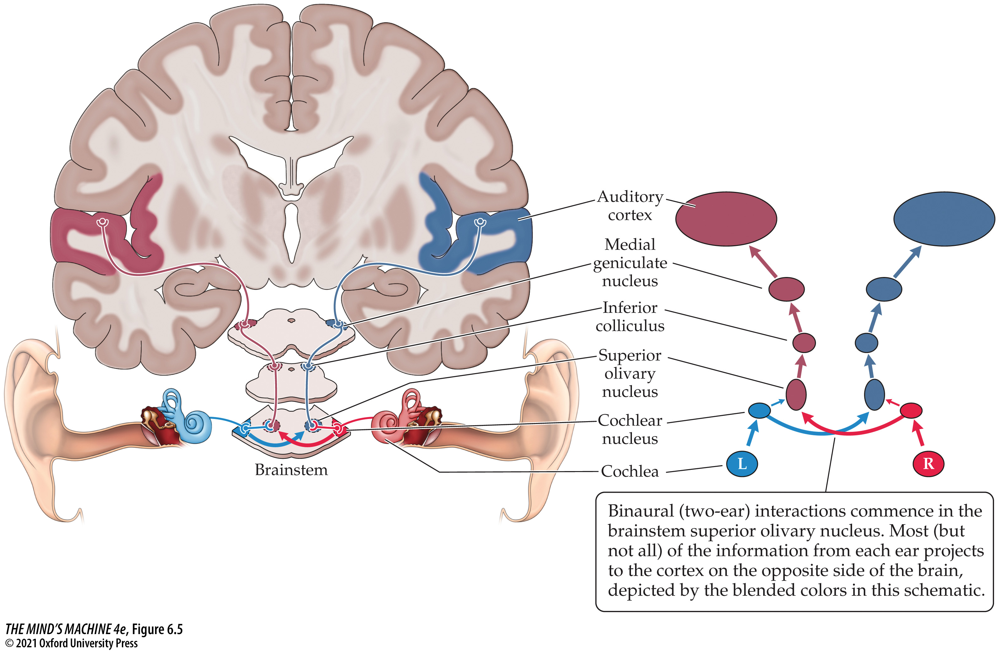 Auditory
cortex
Medial
geniculate
nucleus
Inferior
colliculus
Superior
olivary
nucleus
Cochlear
nucleus
Cochlea
L
R
Brainstem
Binaural (two-ear) interactions commence in the
brainstem superior olivary nucleus. Most (but
not all) of the information from each ear projects
to the cortex on the opposite side of the brain,
depicted by the blended colors in this schematic.
THE MIND’S MACHINE 4e, Figure 6.5
© 2021 Oxford University Press